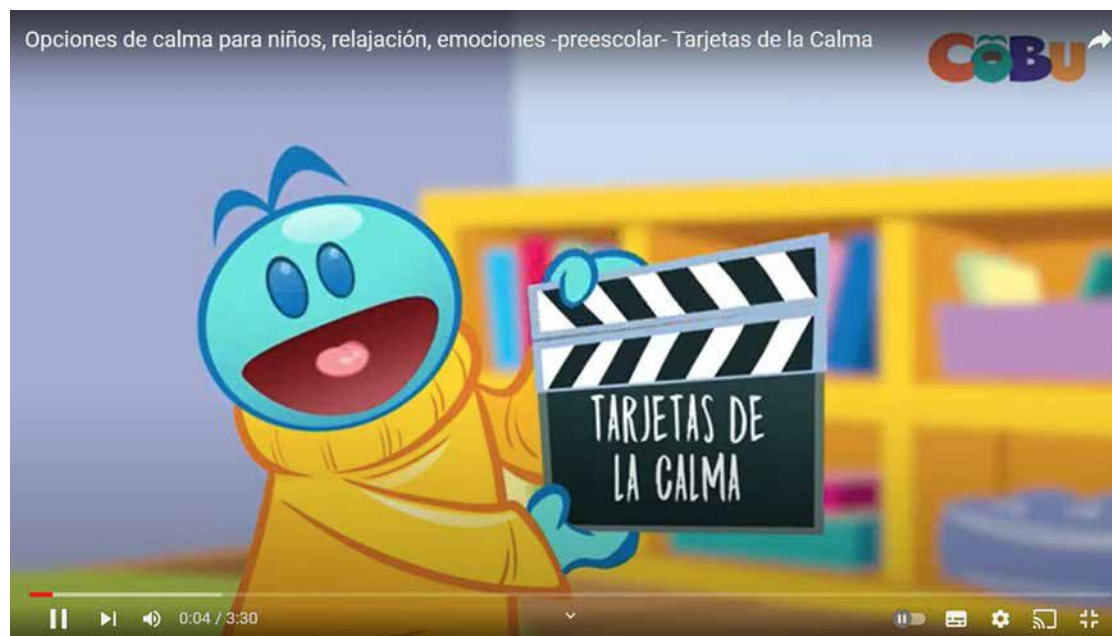 Opciones de calma para niños, relajación, emociones -preescolar- Tarjetas de la Calma
CÖBU
TARJETAS DE
LA CALMA
0:04 / 3:30